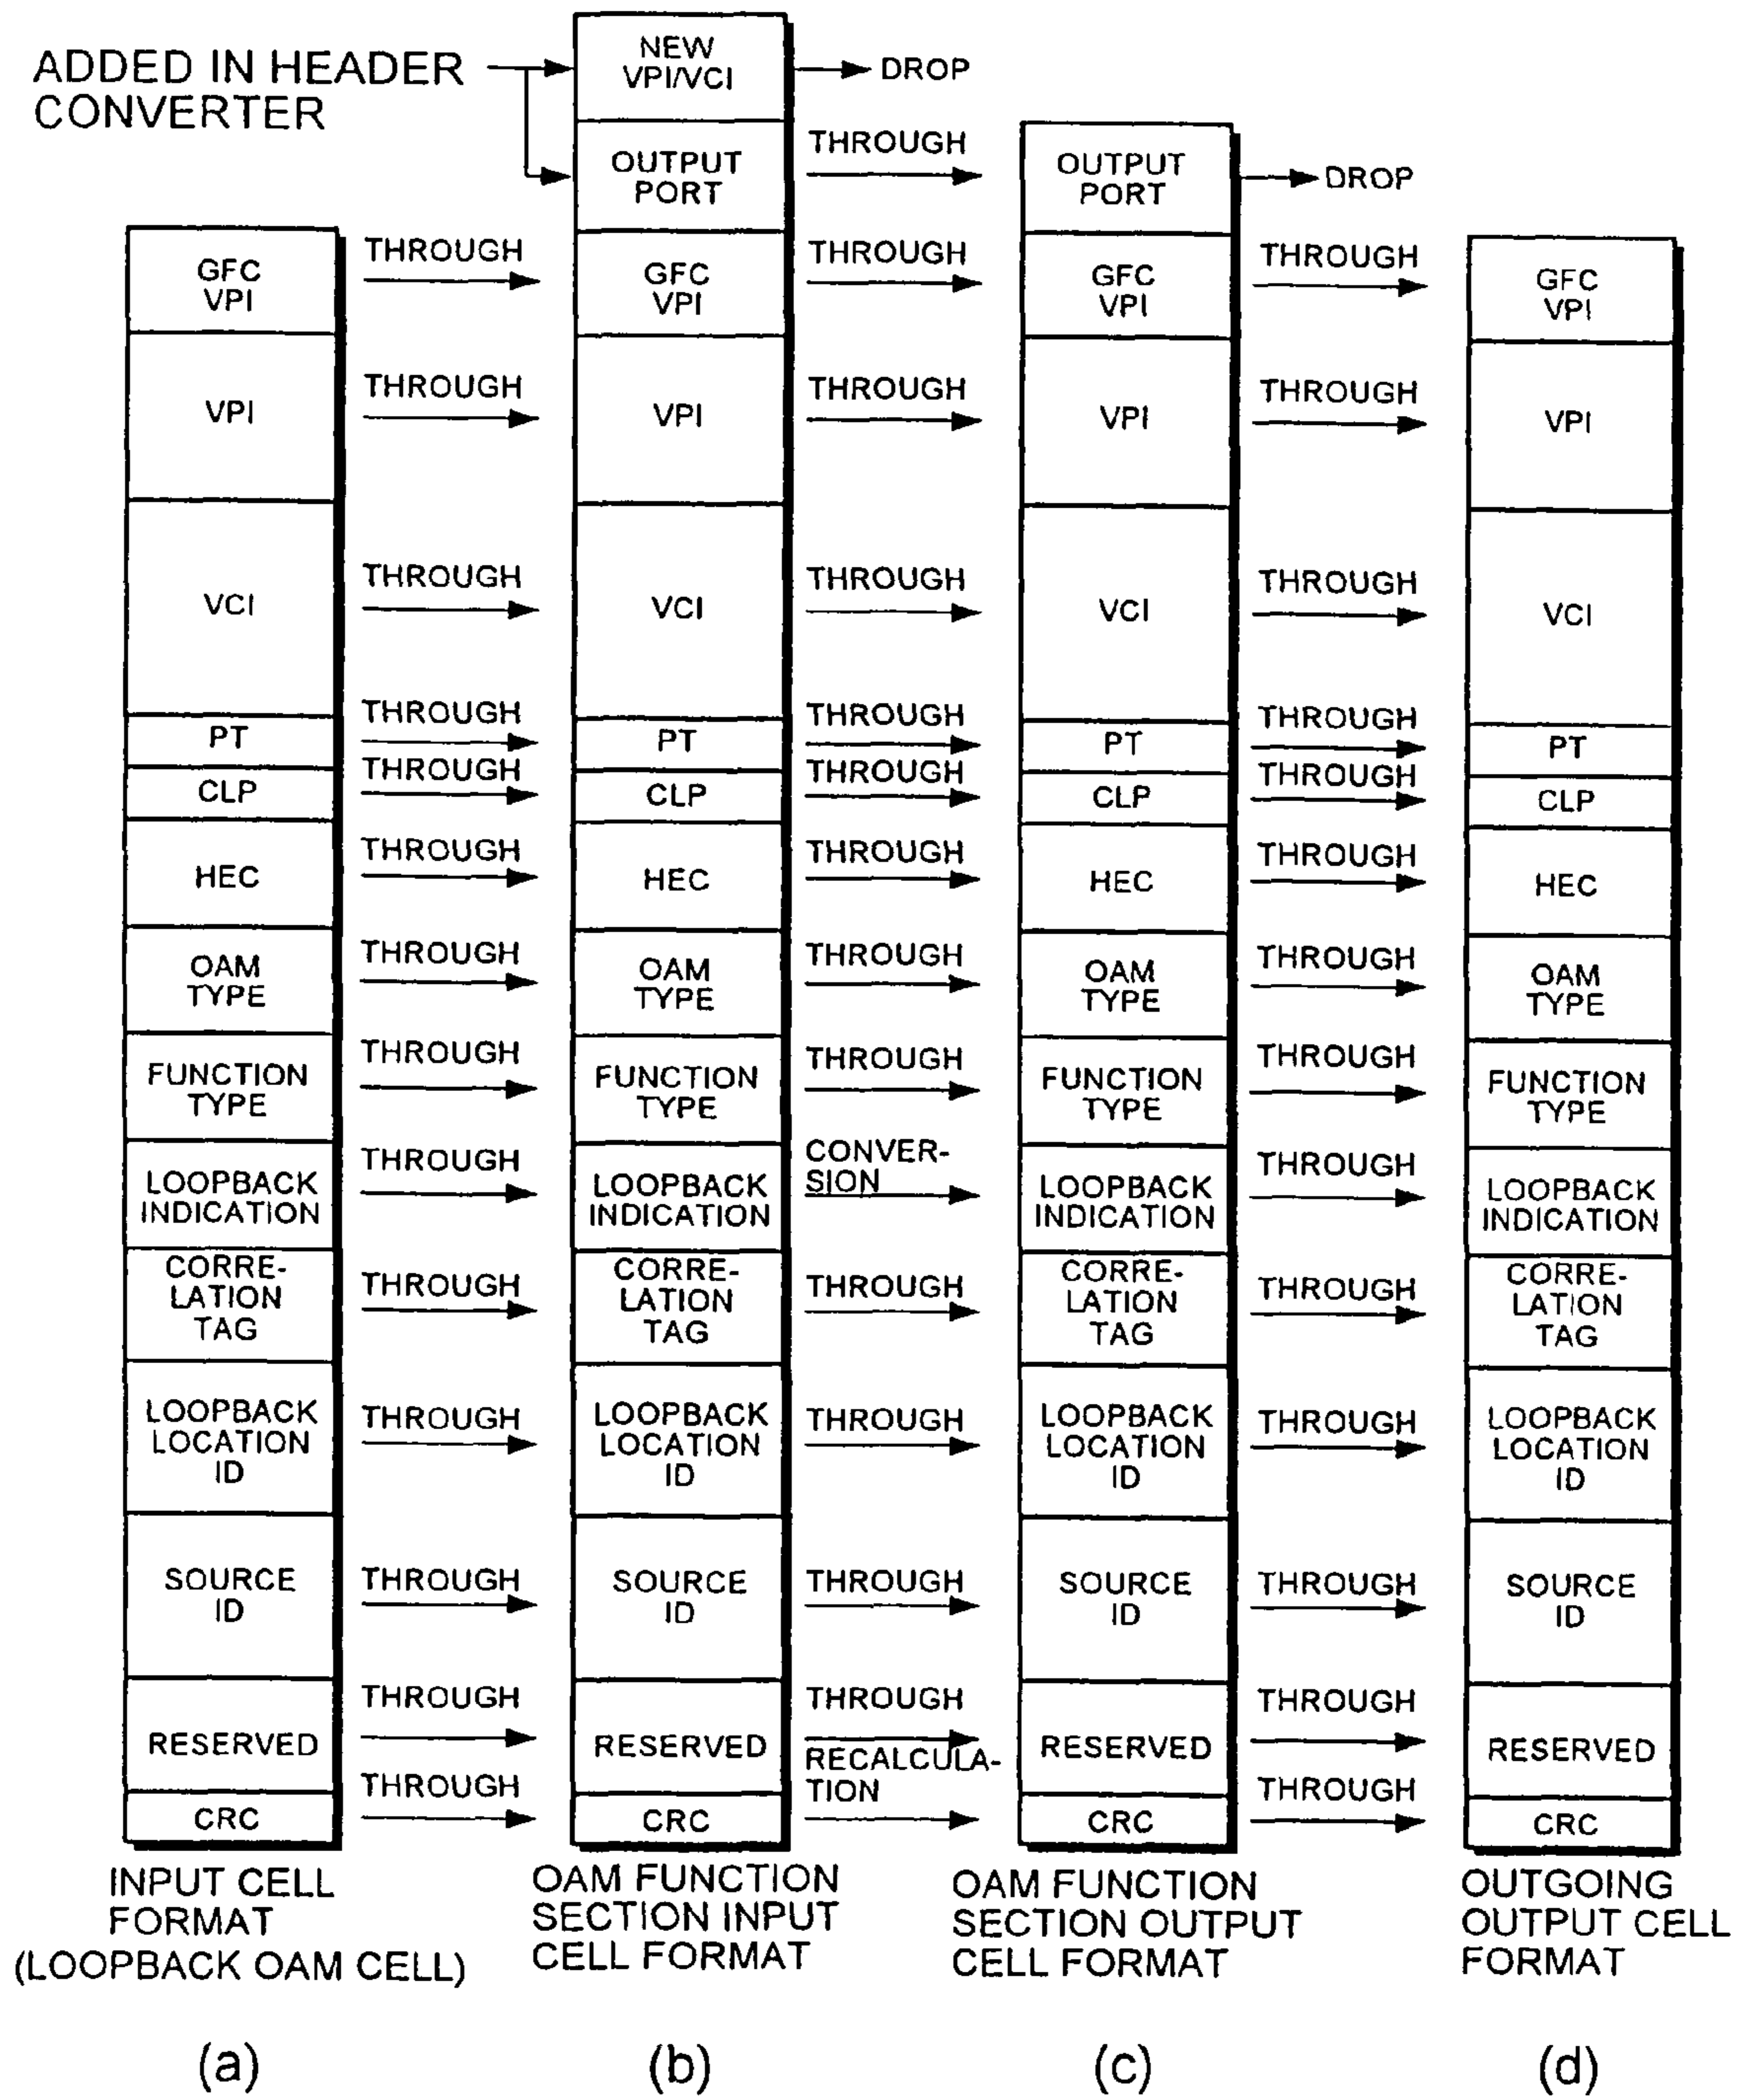 ADDED IN HEADER
CONVERTER
NEW
VPI/VCI
DROP
OUTPUT
PORT
THROUGH
OUTPUT
PORT
DROP
GFC
VPI
THROUGH
GFC
VPI
THROUGH
GFC
VPI
THROUGH
GFC
VPI
VPI
THROUGH
VPI
THROUGH
VPI
THROUGH
VPI
VCI
THROUGH
VCI
THROUGH
VCI
THROUGH
VCI
PT
THROUGH
PT
THROUGH
PT
THROUGH
PT
CLP
THROUGH
CLP
THROUGH
CLP
THROUGH
CLP
HEC
THROUGH
HEC
THROUGH
HEC
THROUGH
HEC
OAM
TYPE
THROUGH
OAM
TYPE
THROUGH
OAM
TYPE
THROUGH
OAM
TYPE
FUNCTION
TYPE
THROUGH
FUNCTION
TYPE
THROUGH
FUNCTION
TYPE
THROUGH
FUNCTION
TYPE
LOOPBACK
INDICATION
THROUGH
LOOPBACK
INDICATION
CONVER-
SION
LOOPBACK
INDICATION
THROUGH
LOOPBACK
INDICATION
CORRE-
LATION
TAG
THROUGH
CORRE-
LATION
TAG
THROUGH
CORRE-
LATION
TAG
THROUGH
CORRE-
LATION
TAG
LOOPBACK
LOCATION
ID
THROUGH
LOOPBACK
LOCATION
ID
THROUGH
LOOPBACK
LOCATION
ID
THROUGH
LOOPBACK
LOCATION
ID
SOURCE
ID
THROUGH
SOURCE
ID
THROUGH
SOURCE
ID
THROUGH
SOURCE
ID
RESERVED
THROUGH
RESERVED
THROUGH
RESERVED
THROUGH
RESERVED
CRC
THROUGH
CRC
RECALCULA-
TION
CRC
THROUGH
CRC
INPUT CELL
FORMAT
(LOOPBACK OAM CELL)
OAM FUNCTION
SECTION INPUT
CELL FORMAT
OAM FUNCTION
SECTION OUTPUT
CELL FORMAT
OUTGOING
OUTPUT CELL
FORMAT
(a)
(b)
(c)
(d)